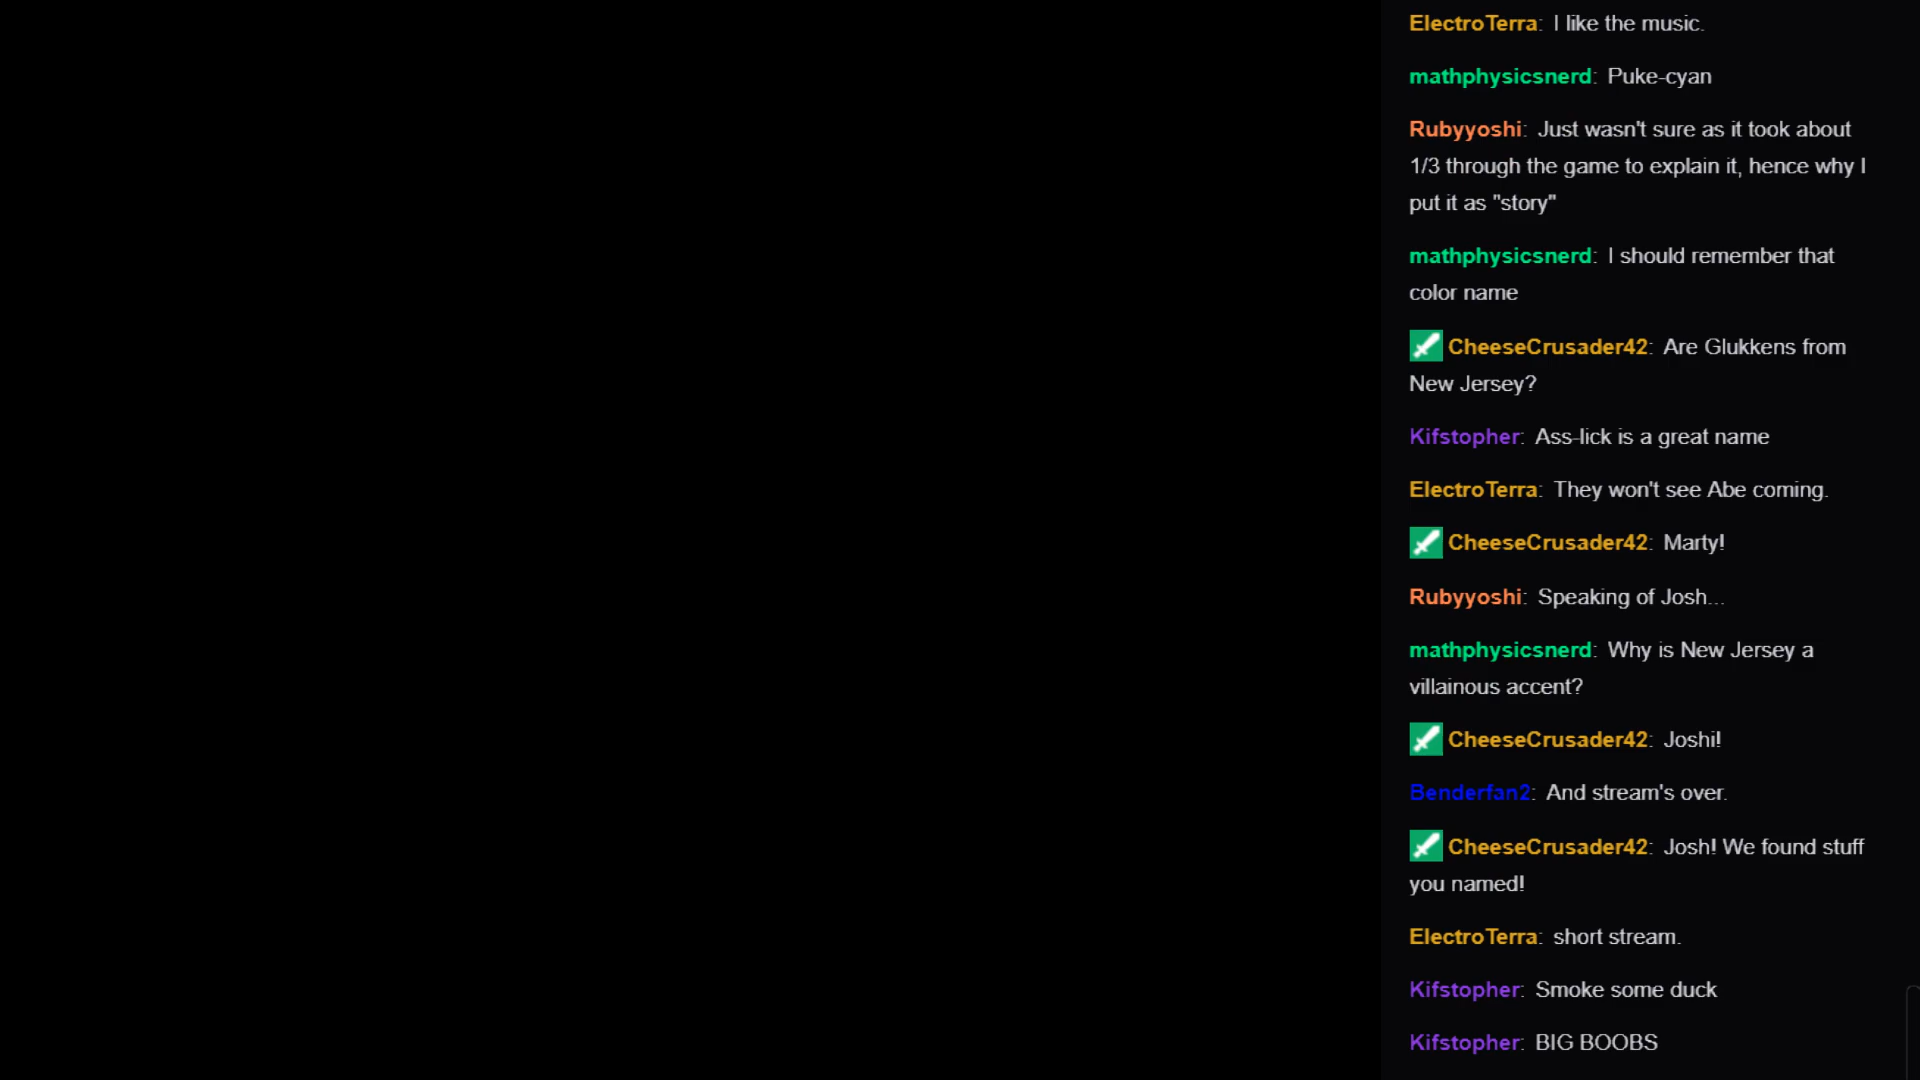 ElectroTerra: I like the music.
mathphysicsnerd: Puke-cyan
Rubyyoshi: Just wasn't sure as it took about
1/3 through the game to explain it, hence why I
put it as "story"
mathphysicsnerd: I should remember that
color name
CheeseCrusader42: Are Glukkens from
New Jersey?
Kifstopher: Ass-lick is a great name
ElectroTerra: They won't see Abe coming.
CheeseCrusader42: Marty!
Rubyyoshi: Speaking of Josh...
mathphysicsnerd: Why is New Jersey a
villainous accent?
CheeseCrusader42: Joshi!
Benderfan2: And stream's over.
CheeseCrusader42: Josh! We found stuff
you named!
ElectroTerra: short stream.
Kifstopher: Smoke some duck
Kifstopher: BIG BOOBS